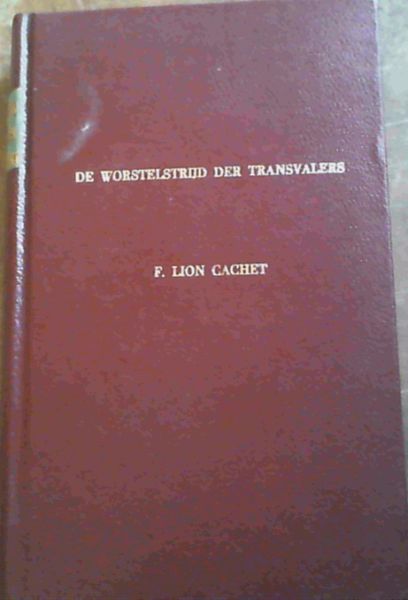 DE WORSTELSTRIJD DER TRANSVALERS
F. LION CACHET